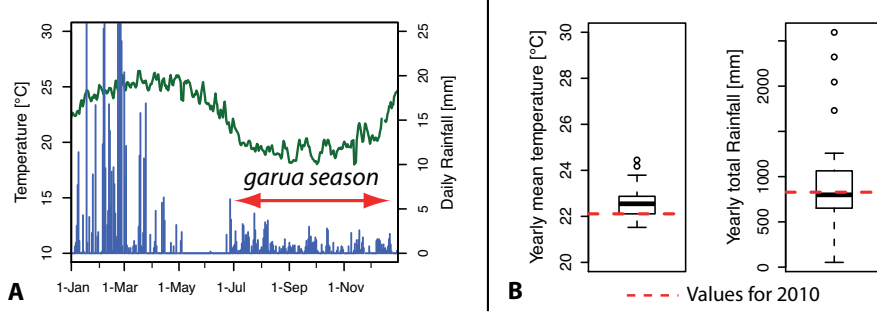 Temperature [°C]
30
25
20
15
10
25
20
15
10
5
0
Daily Rainfall [mm]
garua season
1-Jan
1-Mar
1-May
1-Jul
1-Sep
1-Nov
A
Yearly mean temperature [°C]
30
28
26
24
22
20
Yearly total Rainfall [mm]
2000
1000
500
0
B
Values for 2010